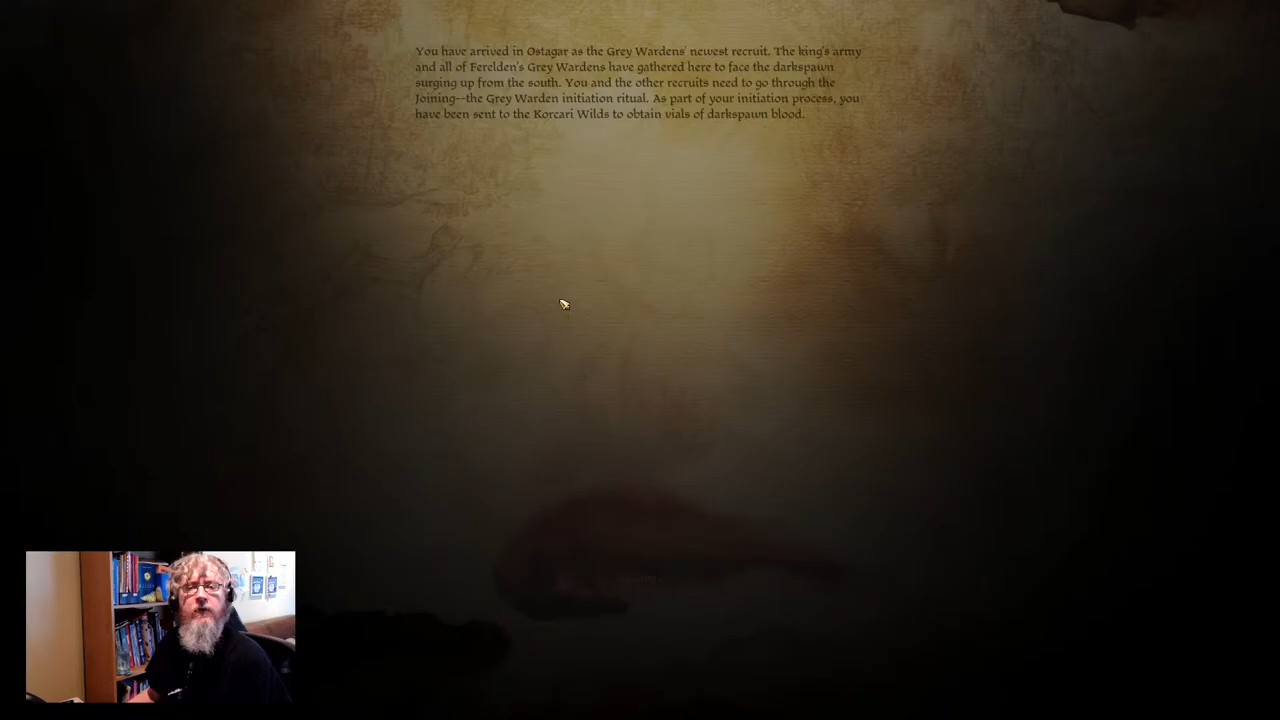 You have arrived in Ostagar as the Grey Wardens' newest recruit. The king's army
and all of Ferelden's Grey Wardens have gathered here to face the darkspawn
surging up from the south. You and the other recruits need to go through the
Joining--the Grey Warden initiation ritual. As part of your initiation process, you
have been sent to the Korcari Wilds to obtain vials of darkspawn blood.